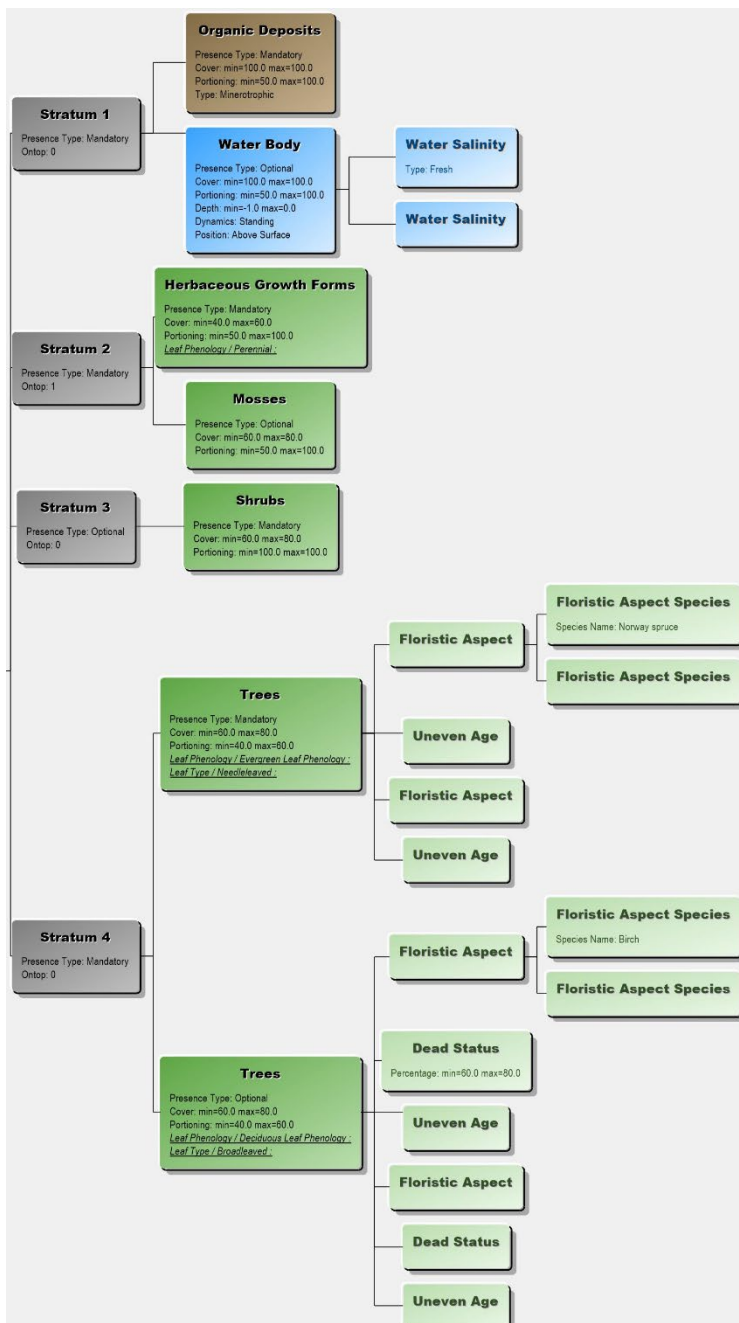 Organic Deposits
Presence Type: Mandatory
Cover: min=100.0 max=100.0
Portioning: min=50.0 max=100.0
Type: Minerotrophic
Stratum 1
Presence Type: Mandatory
Ontop: 0
Water Body
Presence Type: Optional
Cover: min=100.0 max=100.0
Portioning: min=50.0 max=100.0
Depth: min=-1.0 max=0.0
Dynamics: Standing
Position: Above Surface
Water Salinity
Type: Fresh
Water Salinity
Herbaceous Growth Forms
Presence Type: Mandatory
Cover: min=40.0 max=60.0
Portioning: min=50.0 max=100.0
Leaf Phenology / Perennial :
Stratum 2
Presence Type: Mandatory
Ontop: 1
Mosses
Presence Type: Optional
Cover: min=60.0 max=80.0
Portioning: min=50.0 max=100.0
Stratum 3
Presence Type: Optional
Ontop: 0
Shrubs
Presence Type: Mandatory
Cover: min=60.0 max=80.0
Portioning: min=100.0 max=100.0
Stratum 4
Presence Type: Mandatory
Ontop: 0
Trees
Presence Type: Mandatory
Cover: min=60.0 max=80.0
Portioning: min=40.0 max=60.0
Leaf Phenology / Evergreen Leaf Phenology :
Leaf Type / Needleleaved :
Floristic Aspect
Floristic Aspect Species
Species Name: Norway spruce
Floristic Aspect Species
Uneven Age
Floristic Aspect
Uneven Age
Trees
Presence Type: Optional
Cover: min=60.0 max=80.0
Portioning: min=40.0 max=60.0
Leaf Phenology / Deciduous Leaf Phenology :
Leaf Type / Broadleaved :
Floristic Aspect
Floristic Aspect Species
Species Name: Birch
Floristic Aspect Species
Dead Status
Percentage: min=60.0 max=80.0
Uneven Age
Floristic Aspect
Dead Status
Uneven Age